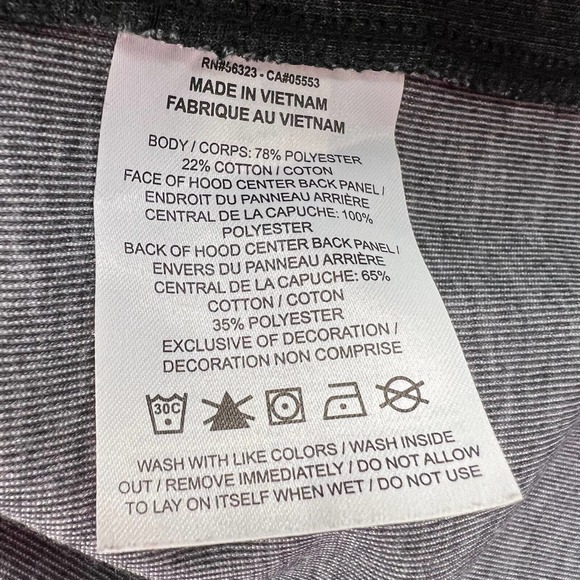 RN#56323 - CA#05553
MADE IN VIETNAM
FABRIQUE AU VIETNAM
BODY / CORPS: 78% POLYESTER
22% COTTON / COTON
FACE OF HOOD CENTER BACK PANEL /
ENDROIT DU PANNEAU ARRIÈRE
CENTRAL DE LA CAPUCHE: 100%
POLYESTER
BACK OF HOOD CENTER BACK PANEL /
ENVERS DU PANNEAU ARRIÈRE
CENTRAL DE LA CAPUCHE: 65%
COTTON / COTON
35% POLYESTER
EXCLUSIVE OF DECORATION /
DECORATION NON COMPRISE
30C
WASH WITH LIKE COLORS / WASH INSIDE
OUT / REMOVE IMMEDIATELY / DO NOT ALLOW
TO LAY ON ITSELF WHEN WET / DO NOT USE